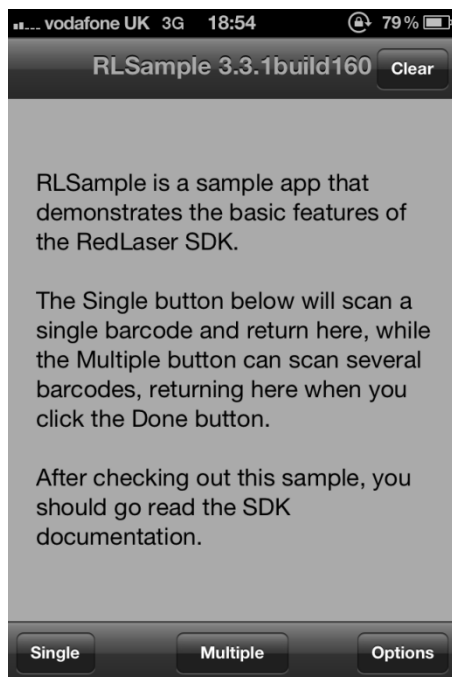 vodafone UK 3G 18:54 79%
RLSample 3.3.1build160 Clear
RLSample is a sample app that
demonstrates the basic features of
the RedLaser SDK.
The Single button below will scan a
single barcode and return here, while
the Multiple button can scan several
barcodes, returning here when you
click the Done button.
After checking out this sample, you
should go read the SDK
documentation.
Single Multiple Options